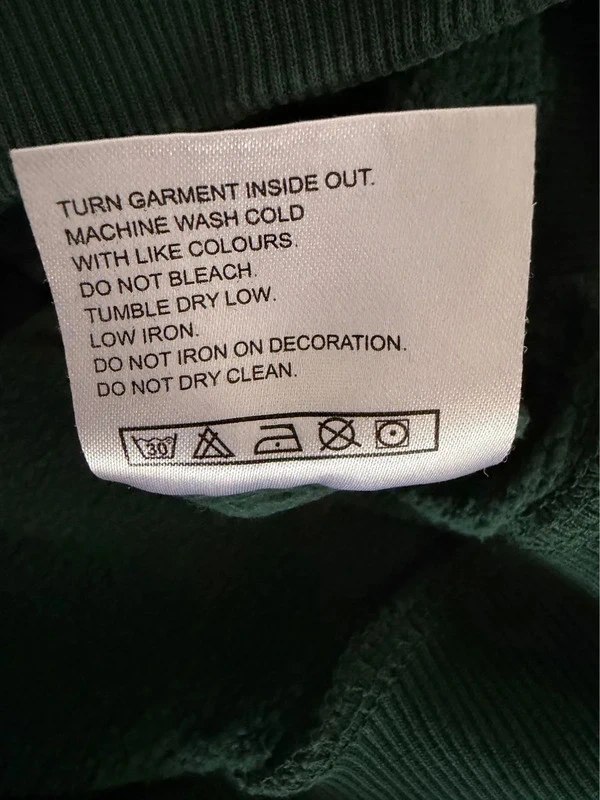 TURN GARMENT INSIDE OUT.
MACHINE WASH COLD
WITH LIKE COLOURS.
DO NOT BLEACH.
TUMBLE DRY LOW.
LOW IRON.
DO NOT IRON ON DECORATION.
DO NOT DRY CLEAN.
30